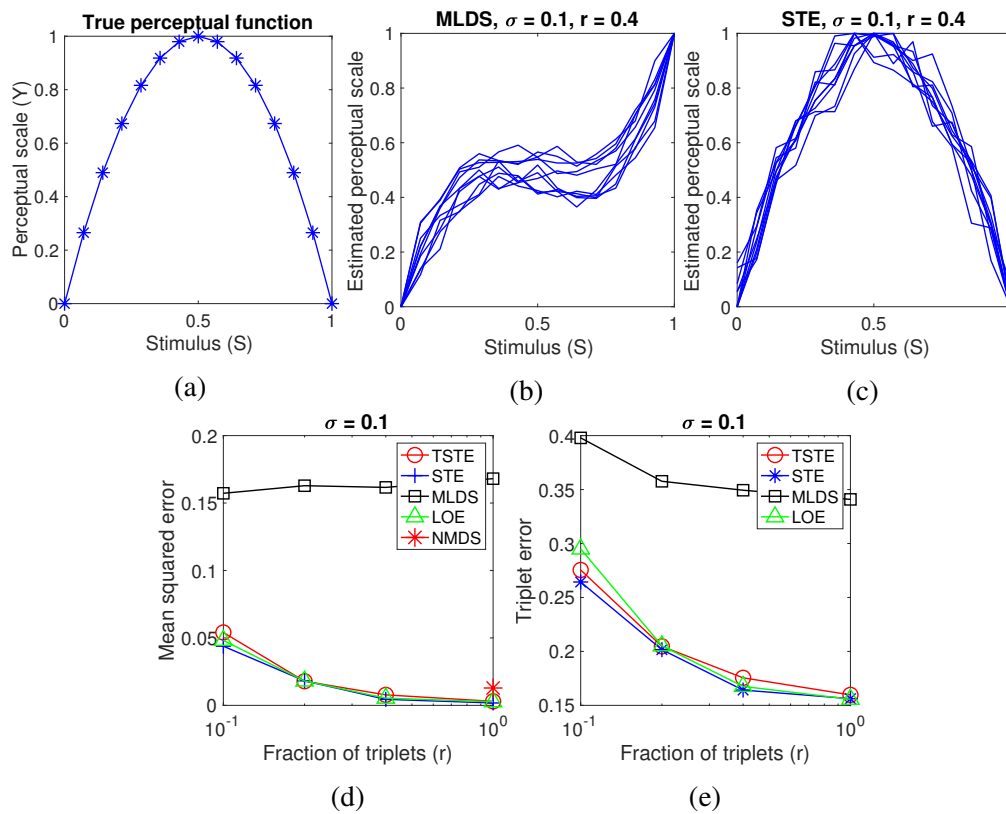 True perceptual function
Perceptual scale (Y)
1
0.8
0.6
0.4
0.2
0
0
0.5
1
Stimulus (S)
(a)
MLDS, σ = 0.1, r = 0.4
Estimated perceptual scale
1
0.8
0.6
0.4
0.2
0
0
0.5
1
Stimulus (S)
(b)
STE, σ = 0.1, r = 0.4
Estimated perceptual scale
1
0.8
0.6
0.4
0.2
0
0
0.5
Stimulus (S)
(c)
σ = 0.1
Mean squared error
0.2
0.15
0.1
0.05
0
10⁻¹
10⁰
Fraction of triplets (r)
TSTE
STE
MLDS
LOE
NMDS
(d)
σ = 0.1
Triplet error
0.4
0.35
0.3
0.25
0.2
0.15
10⁻¹
10⁰
Fraction of triplets (r)
TSTE
STE
MLDS
LOE
(e)